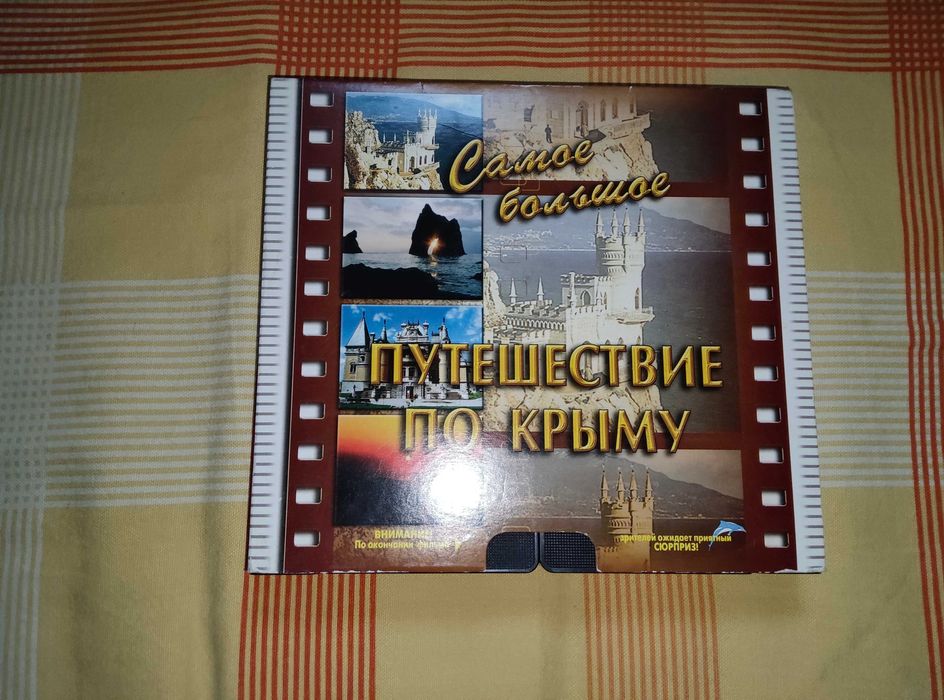 Самое
большое
ПУТЕШЕСТВИЕ
ПО КРЫМУ
ВНИМАНИЕ!
По окончании фильма
зрителей ожидает приятный
СЮРПРИЗ!